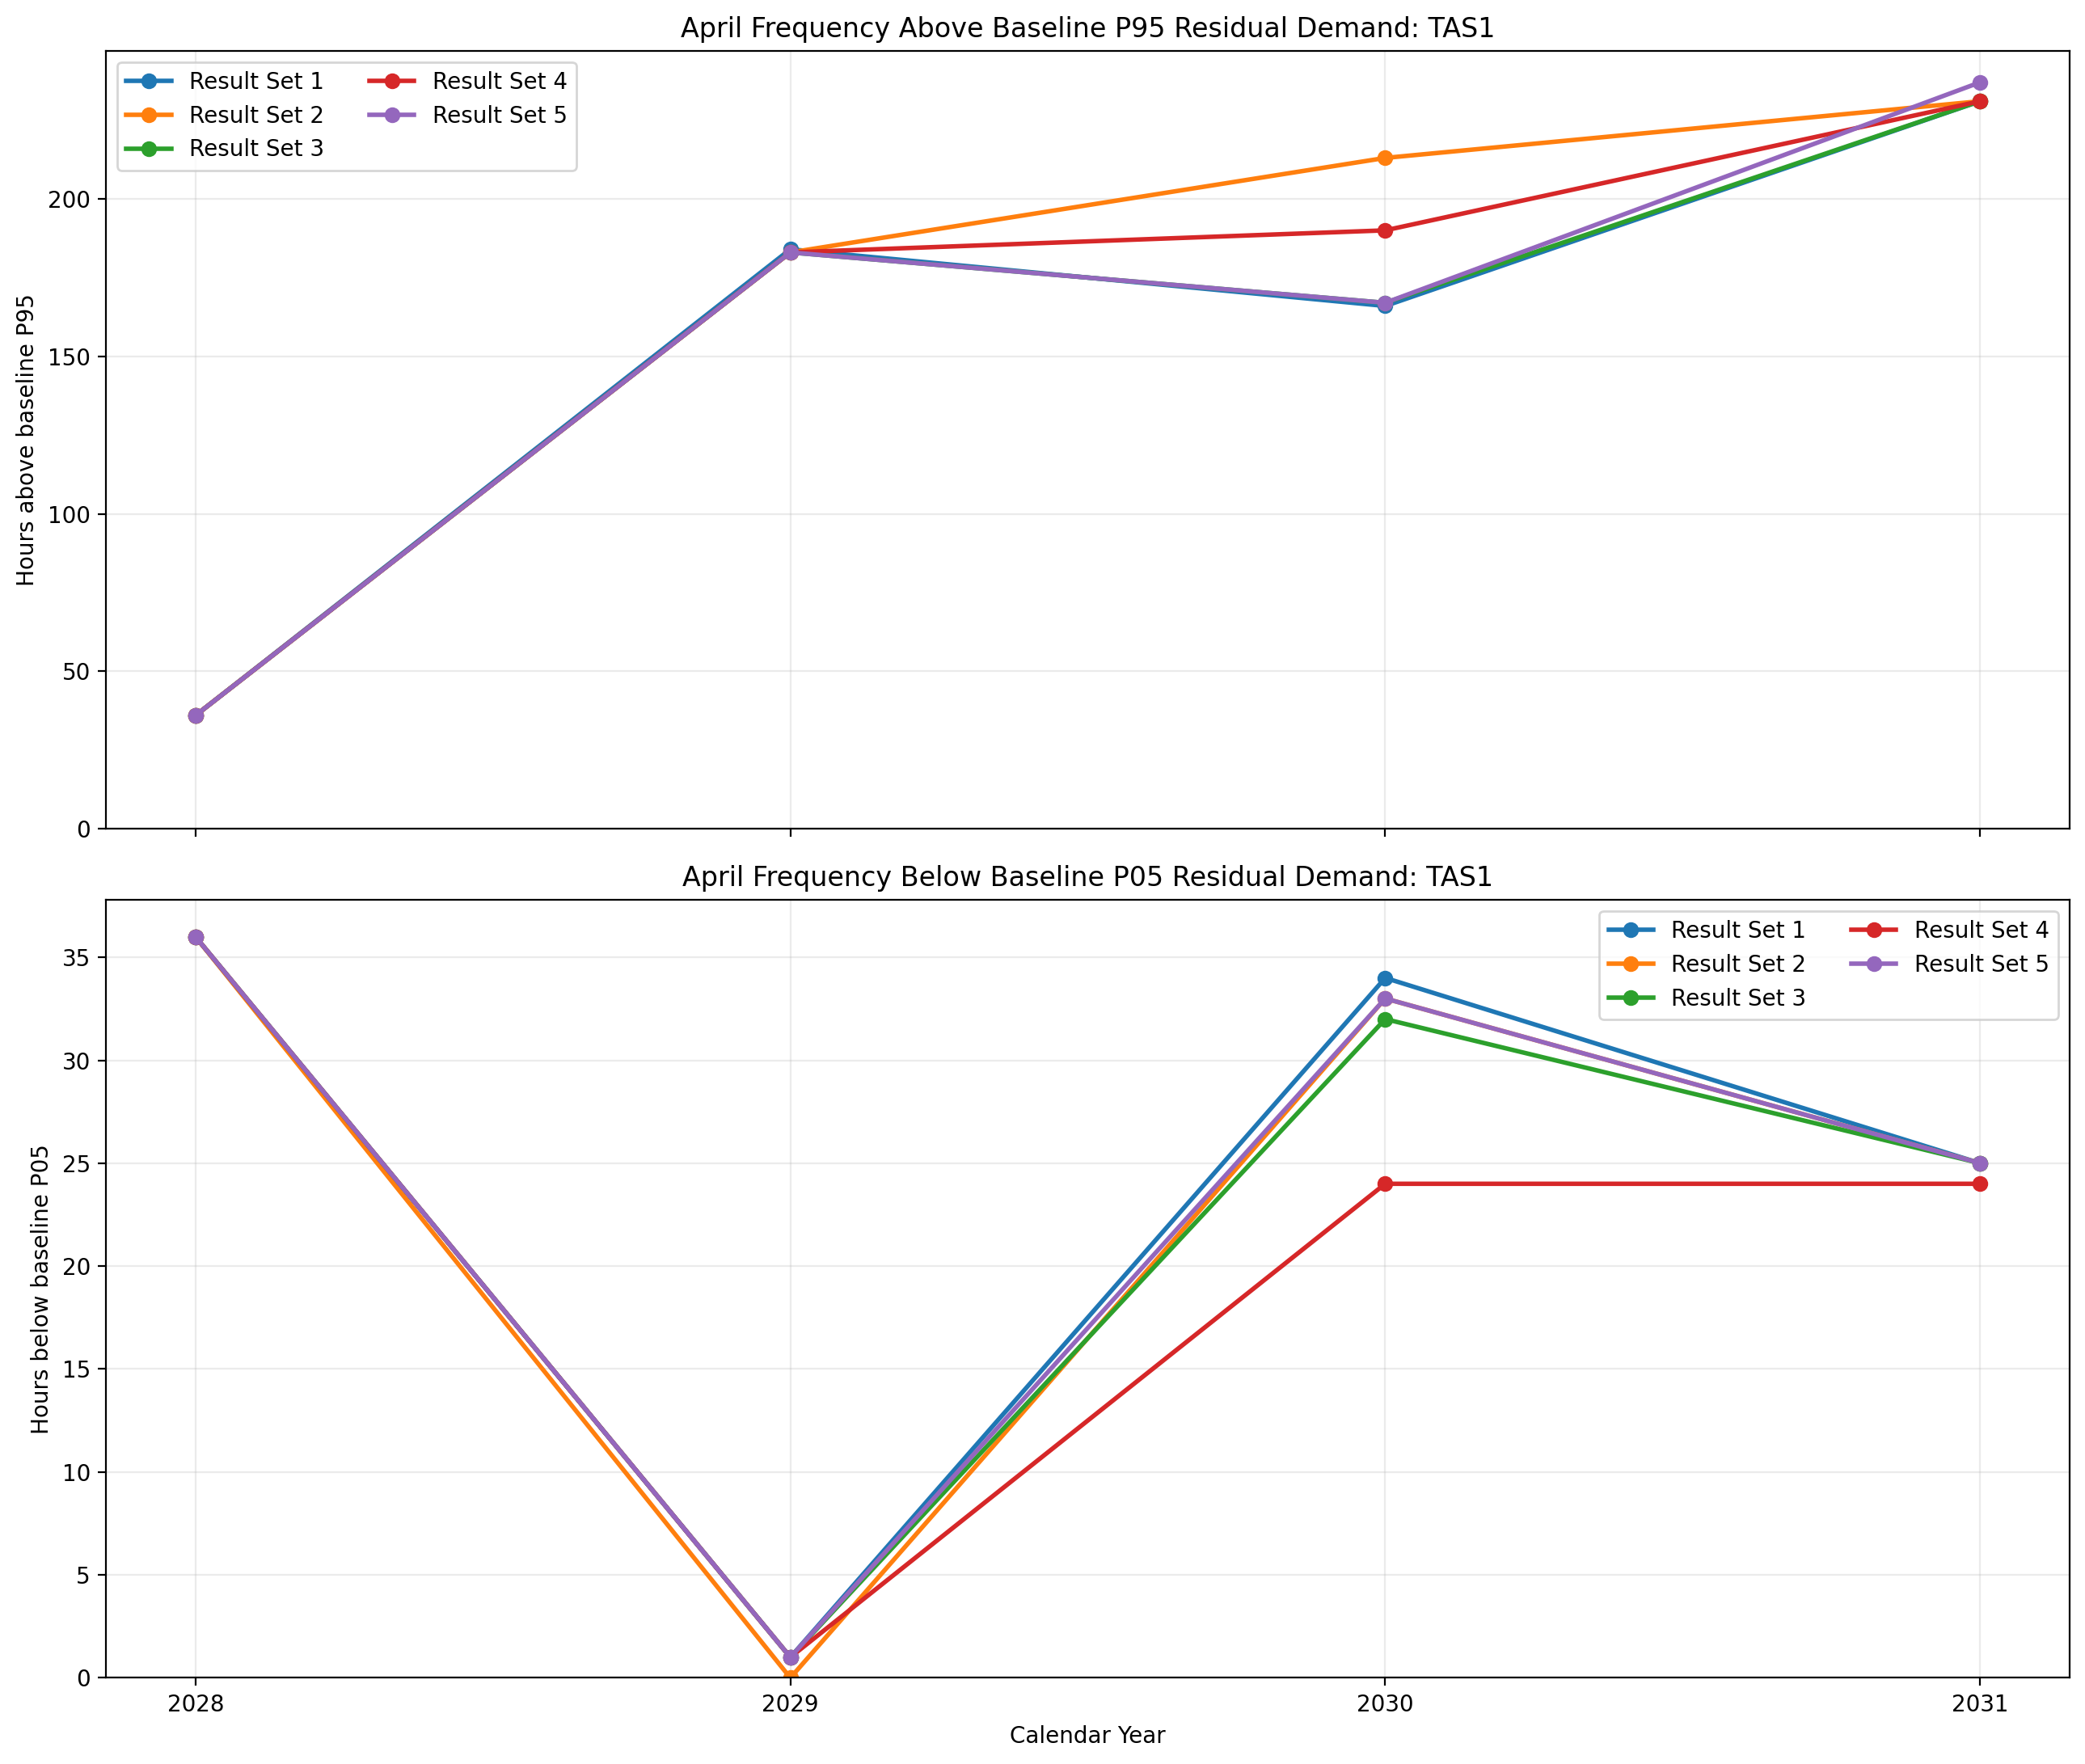 April Frequency Above Baseline P95 Residual Demand: TAS1
Result Set 1
Result Set 2
Result Set 3
Result Set 4
Result Set 5
Hours above baseline P95
200
150
100
50
0
April Frequency Below Baseline P05 Residual Demand: TAS1
Result Set 1
Result Set 2
Result Set 3
Result Set 4
Result Set 5
Hours below baseline P05
35
30
25
20
15
10
5
0
2028
2029
2030
2031
Calendar Year